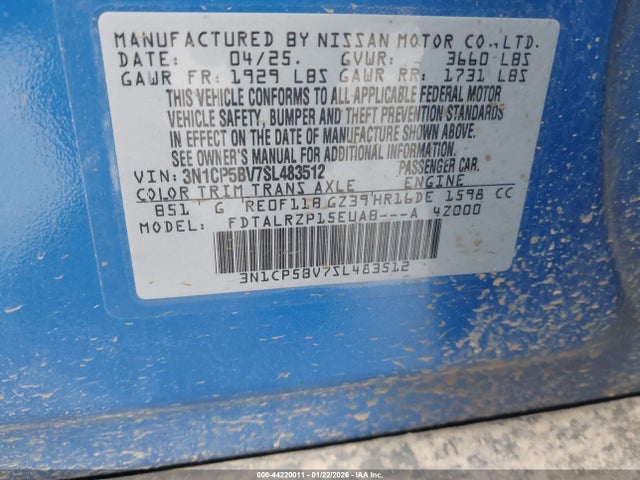 MANUFACTURED BY NISSAN MOTOR CO., LTD.
DATE: 04/25. GVWR: 3660 LBS
GAWR FR: 1929 LBS GAWR RR: 1731 LBS
THIS VEHICLE CONFORMS TO ALL APPLICABLE FEDERAL MOTOR
VEHICLE SAFETY, BUMPER AND THEFT PREVENTION STANDARDS
IN EFFECT ON THE DATE OF MANUFACTURE SHOWN ABOVE.
SEE OWNER'S MANUAL FOR ADDITIONAL INFORMATION.
VIN: 3N1CP5BV7SL483512 PASSENGER CAR.
COLOR TRIM TRANS AXLE ENGINE
B51 G RE0F11B GZ39 HR16DE 1598 CC
FDTALRZP15EUAB---A 4Z000
3N1CP5BV7SL483512
000-44220011 - 01/22/2026 - COPYRIGHT © IAA, LLC